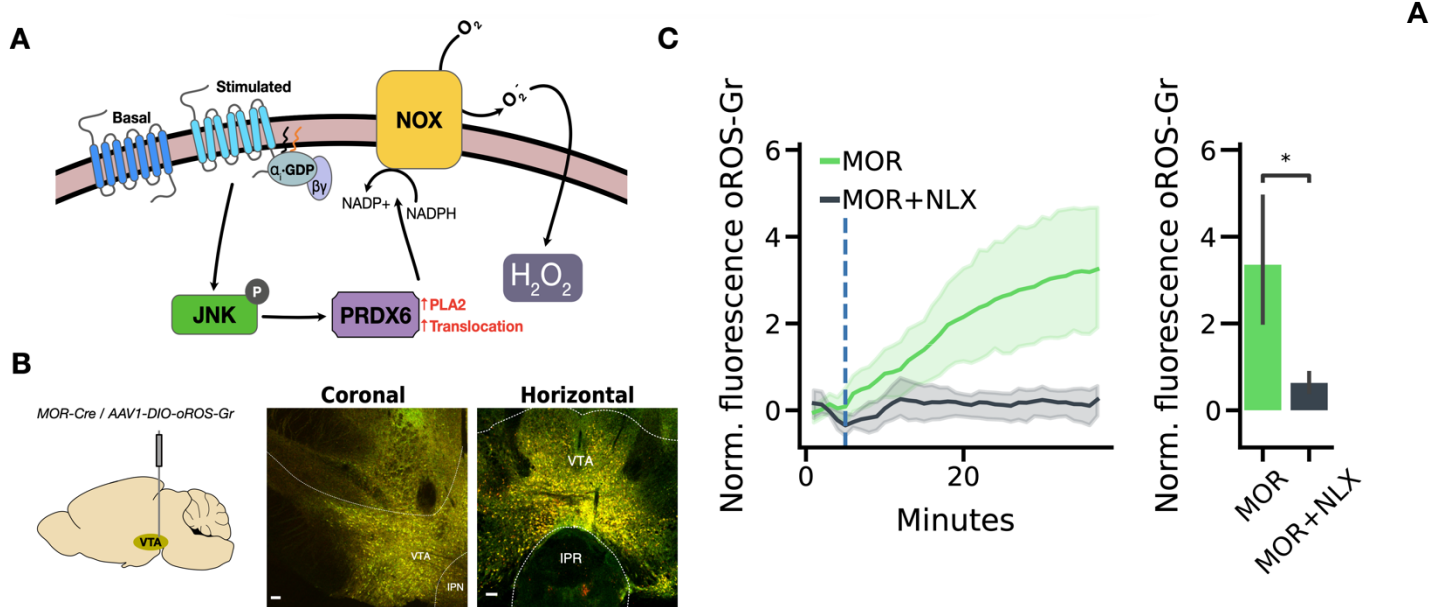 A
Basal
Stimulated
αi·GDP
βγ
NOX
O2
O2-
NADP+
NADPH
H2O2
JNK
P
PRDX6
↑PLA2
↑Translocation
B
MOR-Cre / AAV1-DIO-oROS-Gr
VTA
Coronal
VTA
IPN
Horizontal
VTA
IPR
C
Norm. fluorescence oROS-Gr
6
4
2
0
MOR
MOR+NLX
0
20
Minutes
Norm. fluorescence oROS-Gr
6
4
2
0
*
MOR
MOR+NLX
A